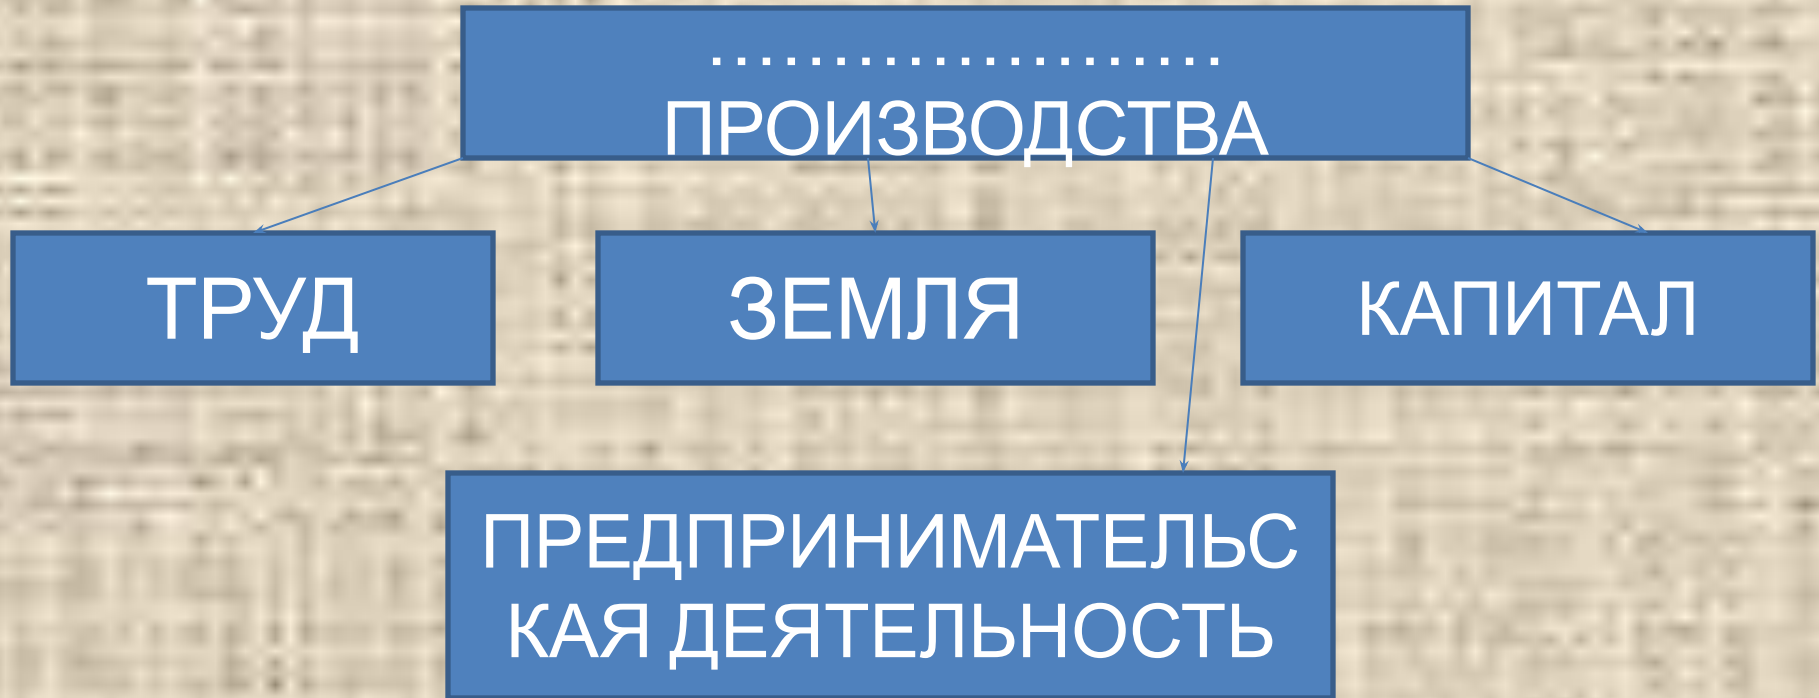 .....................
ПРОИЗВОДСТВА
ТРУД
ЗЕМЛЯ
КАПИТАЛ
ПРЕДПРИНИМАТЕЛЬС
КАЯ ДЕЯТЕЛЬНОСТЬ